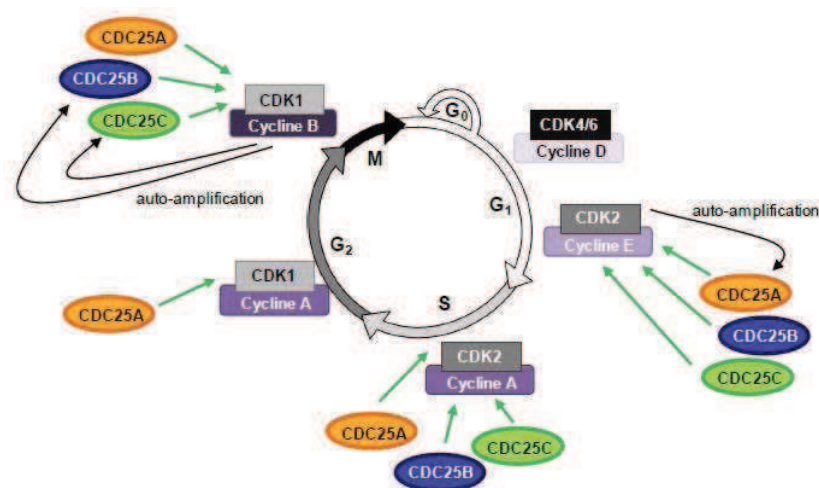 CDC25A
CDC25B
CDC25C
CDK1
Cycline B
auto-amplification
G0
M
G1
G2
S
CDK4/6
Cycline D
CDK2
Cycline E
auto-amplification
CDC25A
CDC25B
CDC25C
CDK1
Cycline A
CDC25A
CDK2
Cycline A
CDC25A
CDC25B
CDC25C